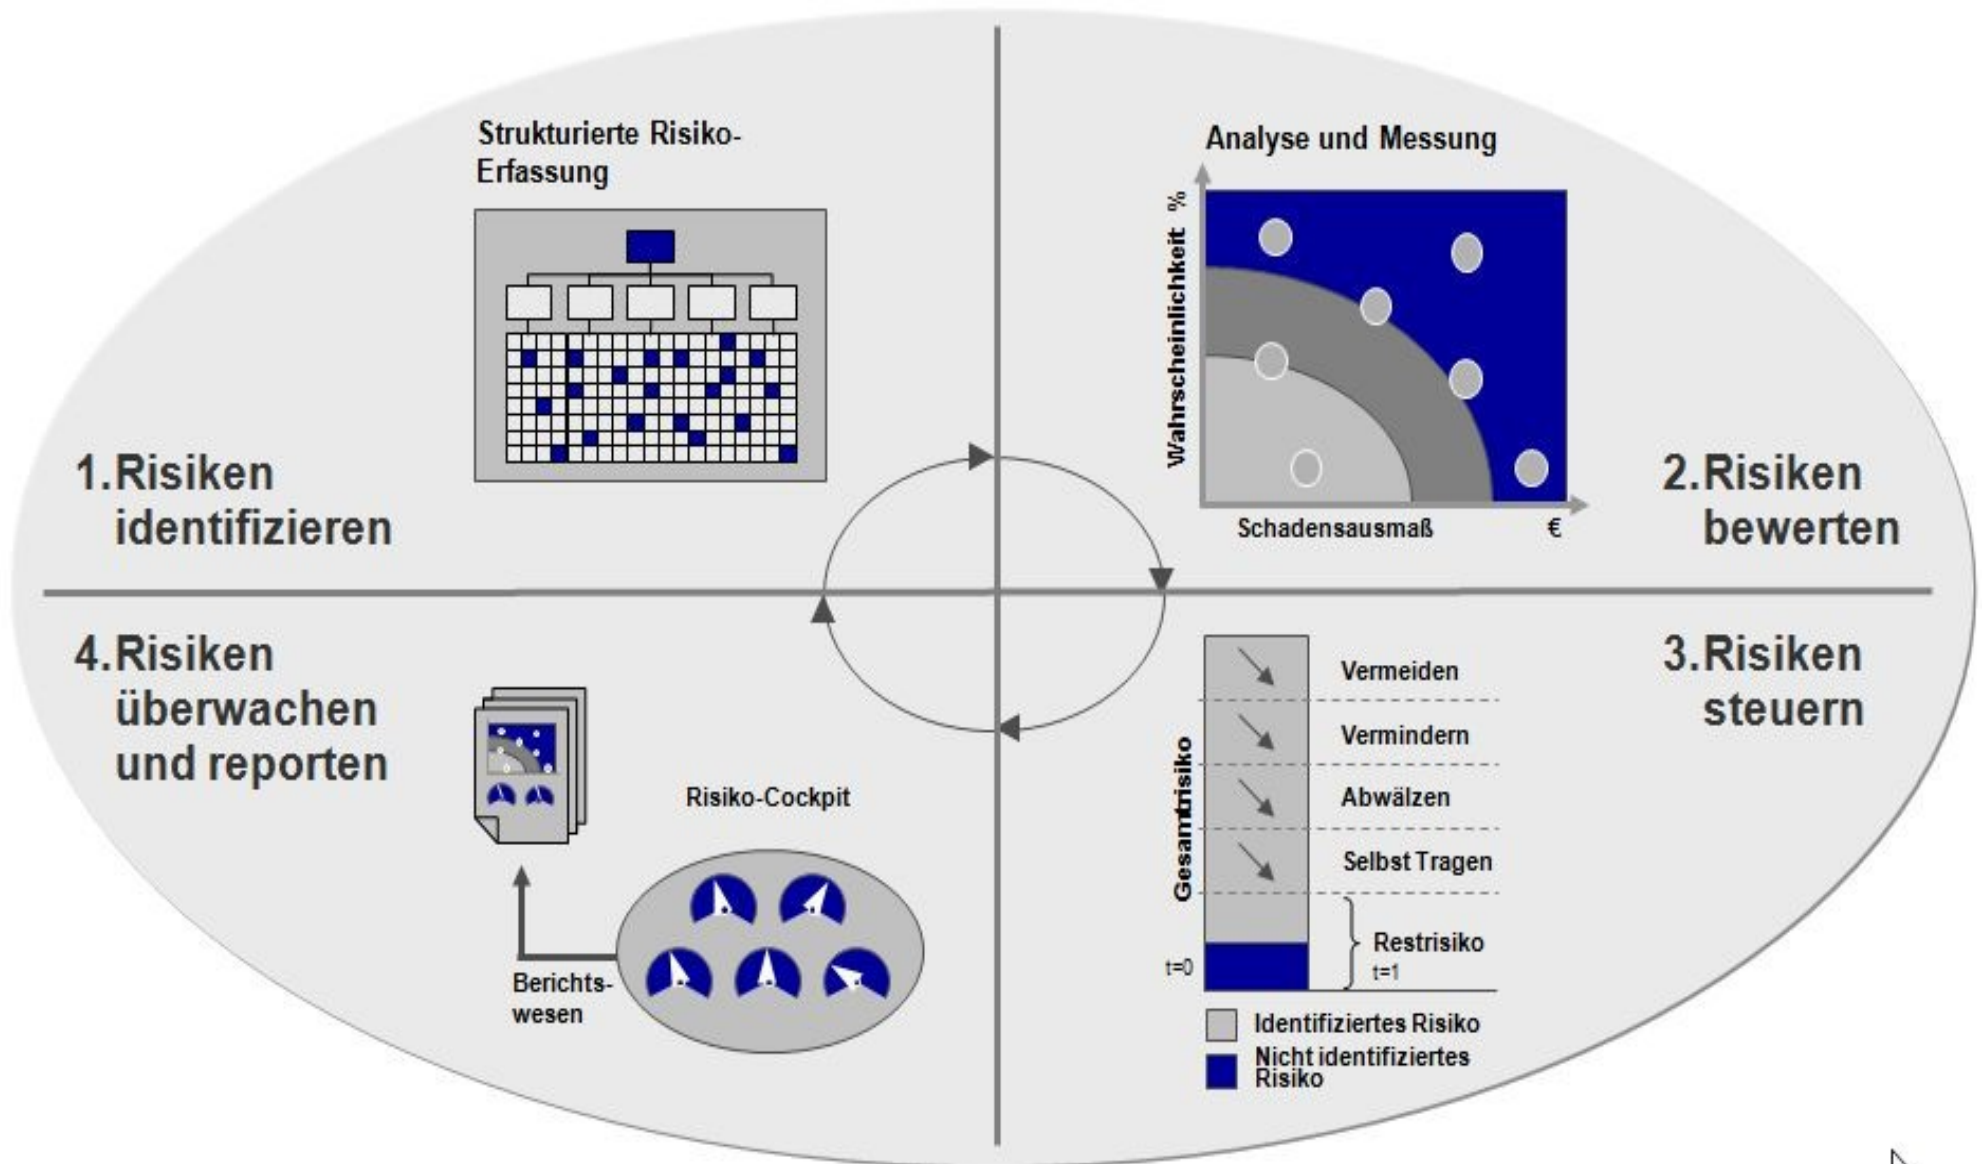 Strukturierte Risiko-
Erfassung
1.Risiken
identifizieren
Analyse und Messung
Wahrscheinlichkeit %
Schadensausmaß €
2.Risiken
bewerten
3.Risiken
steuern
Gesamtrisiko
Vermeiden
Vermindern
Abwälzen
Selbst Tragen
Restrisiko
t=1
t=0
Identifiziertes Risiko
Nicht identifiziertes
Risiko
4.Risiken
überwachen
und reporten
Risiko-Cockpit
Berichts-
wesen